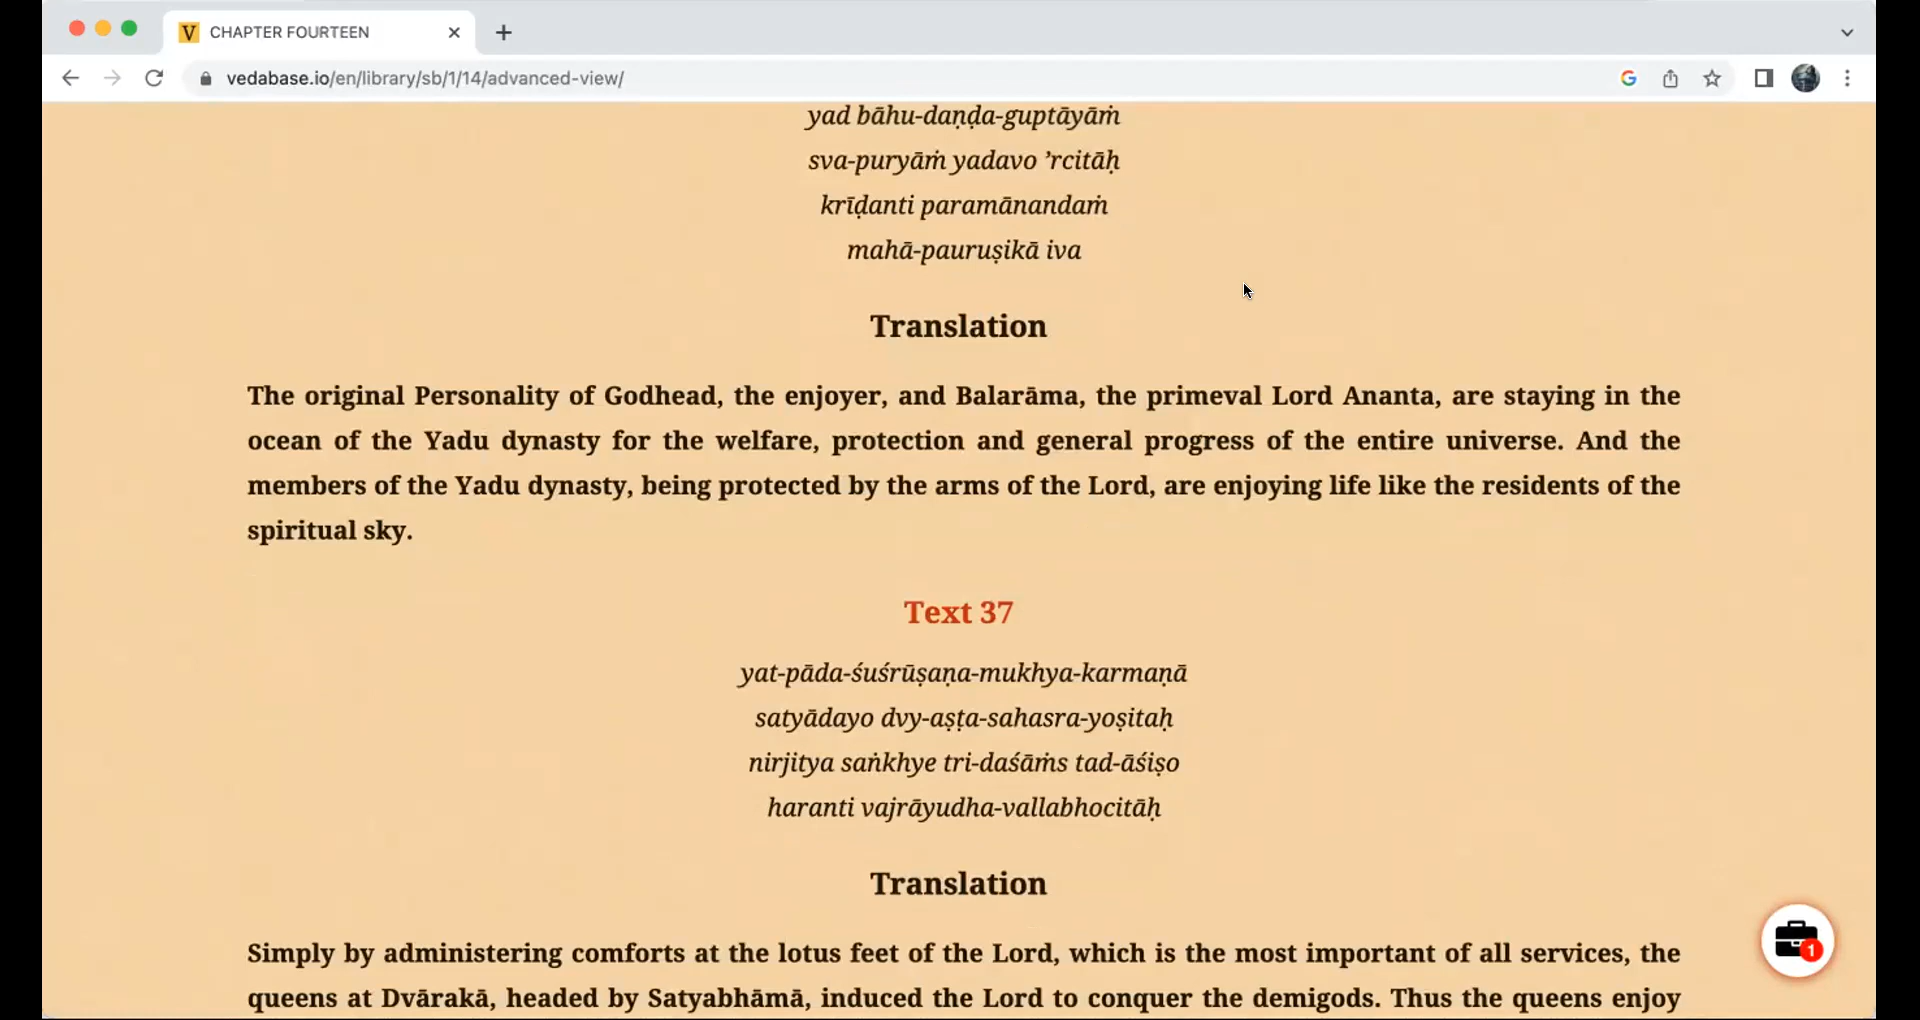 CHAPTER FOURTEEN
vedabase.io/en/library/sb/1/14/advanced-view/
yad bāhu-daṇḍa-guptāyāṁ
sva-puryāṁ yadavo ’rcitāḥ
krīḍanti paramānandaṁ
mahā-pauruṣikā iva
Translation
The original Personality of Godhead, the enjoyer, and Balarāma, the primeval Lord Ananta, are staying in the
ocean of the Yadu dynasty for the welfare, protection and general progress of the entire universe. And the
members of the Yadu dynasty, being protected by the arms of the Lord, are enjoying life like the residents of the
spiritual sky.
Text 37
yat-pāda-śuśrūṣaṇa-mukhya-karmaṇā
satyādayo dvy-aṣṭa-sahasra-yoṣitaḥ
nirjitya saṅkhye tri-daśāṁs tad-āśiṣo
haranti vajrāyudha-vallabhocitāḥ
Translation
Simply by administering comforts at the lotus feet of the Lord, which is the most important of all services, the
queens at Dvārakā, headed by Satyabhāmā, induced the Lord to conquer the demigods. Thus the queens enjoy
1